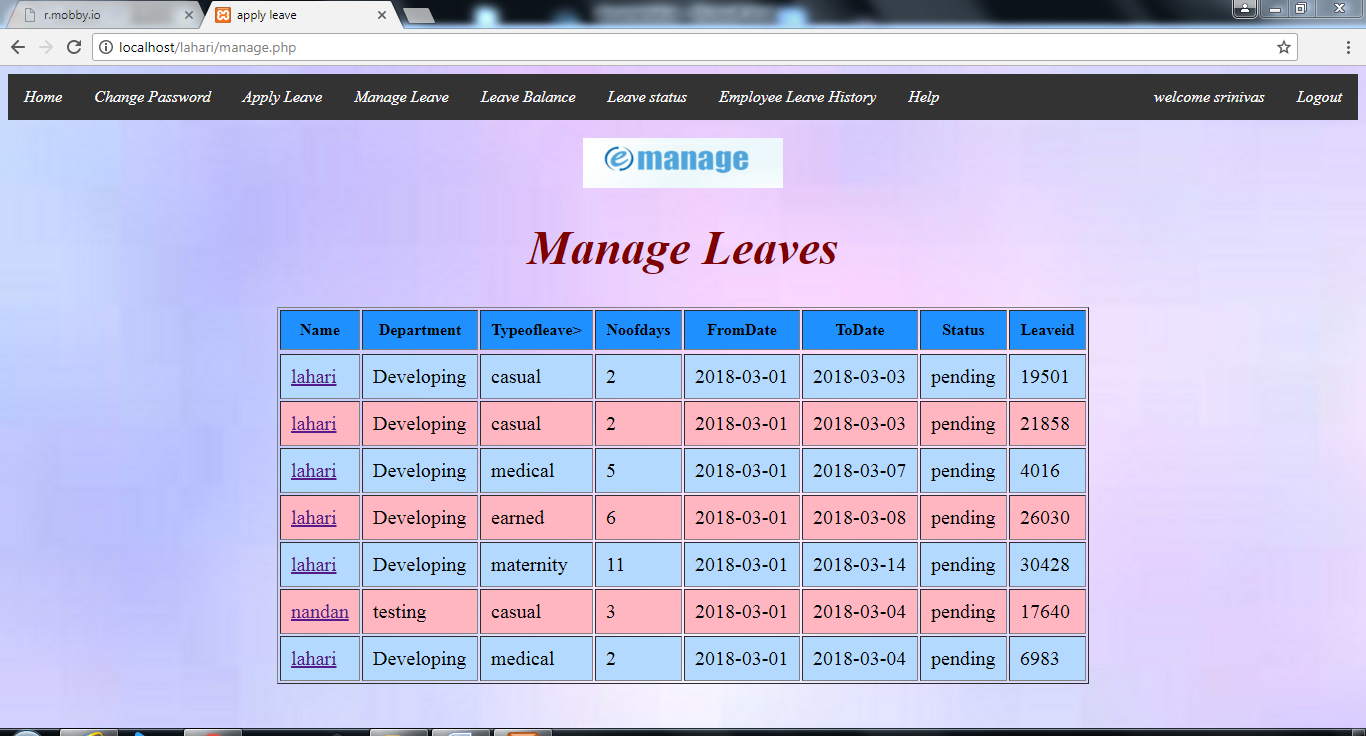 r.mobby.io
apply leave
localhost/lahari/manage.php
Home Change Password Apply Leave Manage Leave Leave Balance Leave status Employee Leave History Help welcome srinivas Logout
e manage
Manage Leaves
Name Department Typeofleave> Noofdays FromDate ToDate Status Leaveid
lahari Developing casual 2 2018-03-01 2018-03-03 pending 19501
lahari Developing casual 2 2018-03-01 2018-03-03 pending 21858
lahari Developing medical 5 2018-03-01 2018-03-07 pending 4016
lahari Developing earned 6 2018-03-01 2018-03-08 pending 26030
lahari Developing maternity 11 2018-03-01 2018-03-14 pending 30428
nandan testing casual 3 2018-03-01 2018-03-04 pending 17640
lahari Developing medical 2 2018-03-01 2018-03-04 pending 6983